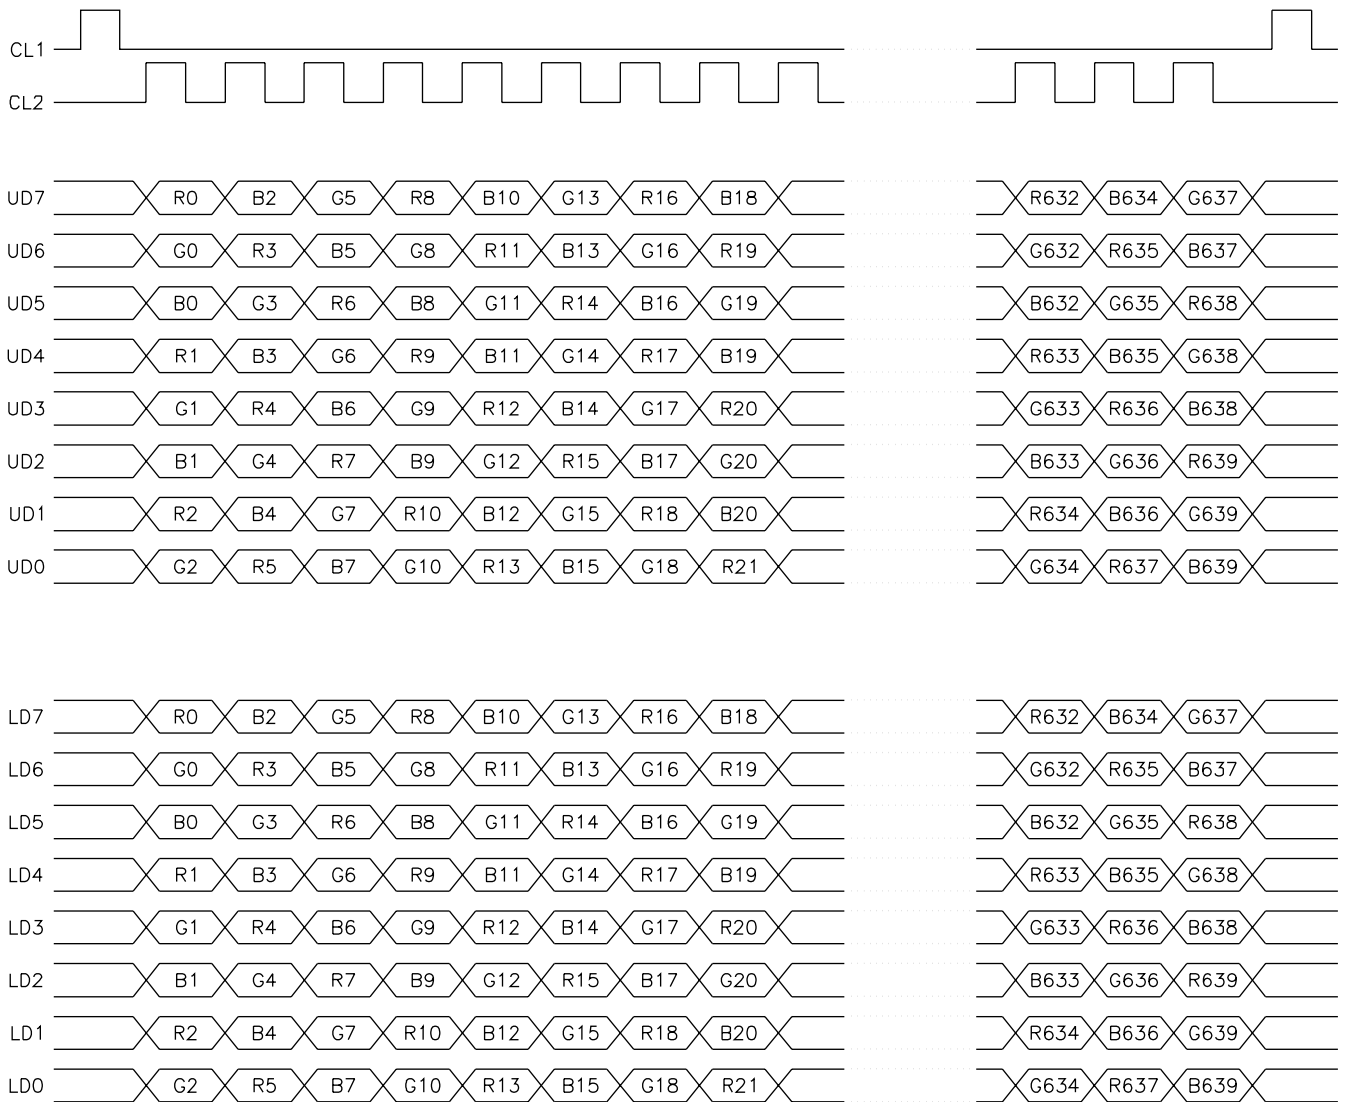 CL1
CL2
UD7 R0 B2 G5 R8 B10 G13 R16 B18 R632 B634 G637
UD6 G0 R3 B5 G8 R11 B13 G16 R19 G632 R635 B637
UD5 B0 G3 R6 B8 G11 R14 B16 G19 B632 G635 R638
UD4 R1 B3 G6 R9 B11 G14 R17 B19 R633 B635 G638
UD3 G1 R4 B6 G9 R12 B14 G17 R20 G633 R636 B638
UD2 B1 G4 R7 B9 G12 R15 B17 G20 B633 G636 R639
UD1 R2 B4 G7 R10 B12 G15 R18 B20 R634 B636 G639
UD0 G2 R5 B7 G10 R13 B15 G18 R21 G634 R637 B639
LD7 R0 B2 G5 R8 B10 G13 R16 B18 R632 B634 G637
LD6 G0 R3 B5 G8 R11 B13 G16 R19 G632 R635 B637
LD5 B0 G3 R6 B8 G11 R14 B16 G19 B632 G635 R638
LD4 R1 B3 G6 R9 B11 G14 R17 B19 R633 B635 G638
LD3 G1 R4 B6 G9 R12 B14 G17 R20 G633 R636 B638
LD2 B1 G4 R7 B9 G12 R15 B17 G20 B633 G636 R639
LD1 R2 B4 G7 R10 B12 G15 R18 B20 R634 B636 G639
LD0 G2 R5 B7 G10 R13 B15 G18 R21 G634 R637 B639